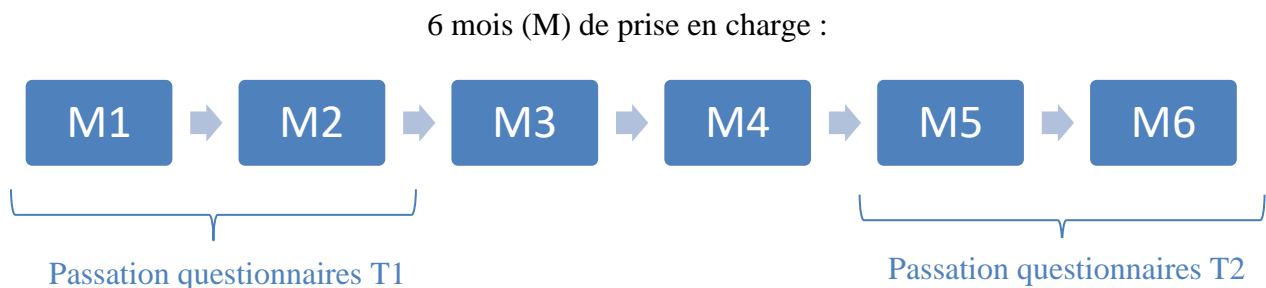 6 mois (M) de prise en charge :
M1 M2 M3 M4 M5 M6
Passation questionnaires T1 Passation questionnaires T2